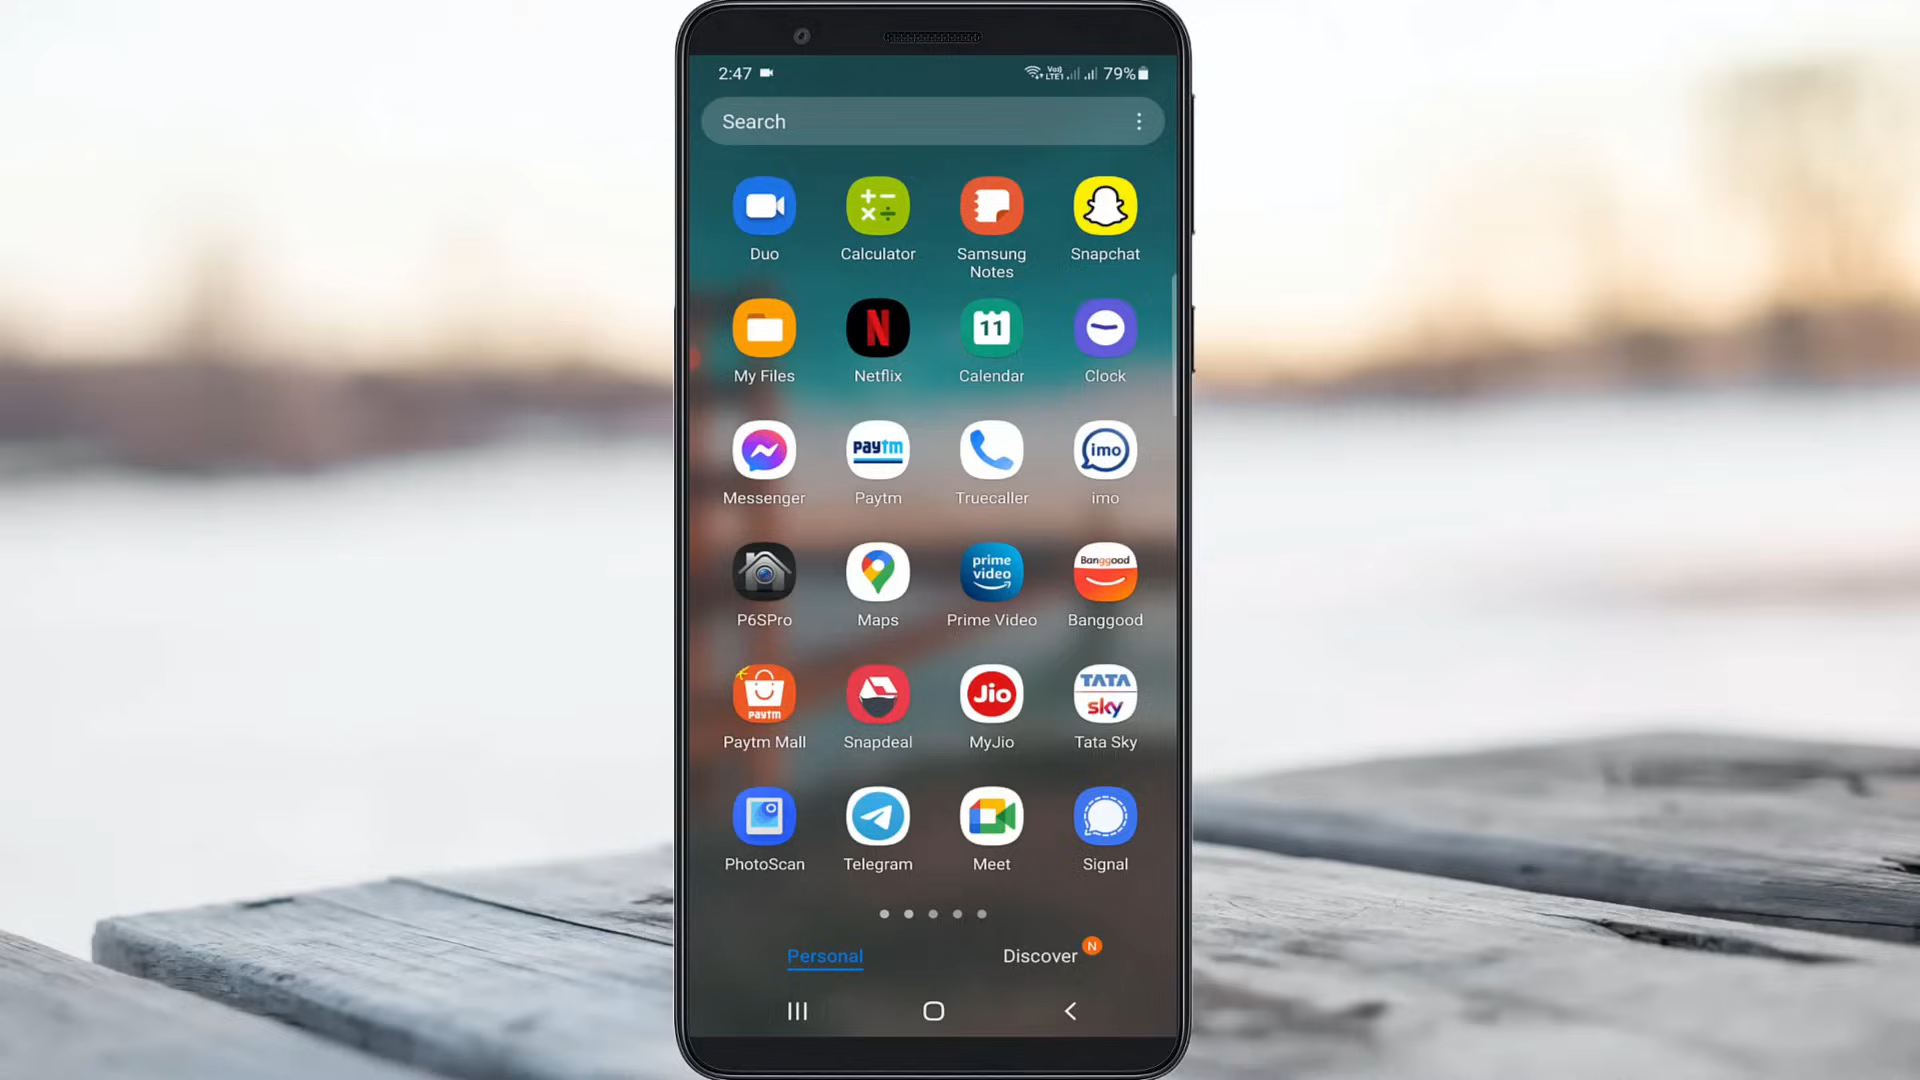 2:47 Vo) LTE1 79%
Search
Duo Calculator Samsung Notes Snapchat
11
My Files Netflix Calendar Clock
paytm imo
Messenger Paytm Truecaller imo
prime video Banggood
P6SPro Maps Prime Video Banggood
paytm Jio TATA sky
Paytm Mall Snapdeal MyJio Tata Sky
PhotoScan Telegram Meet Signal
Personal Discover N